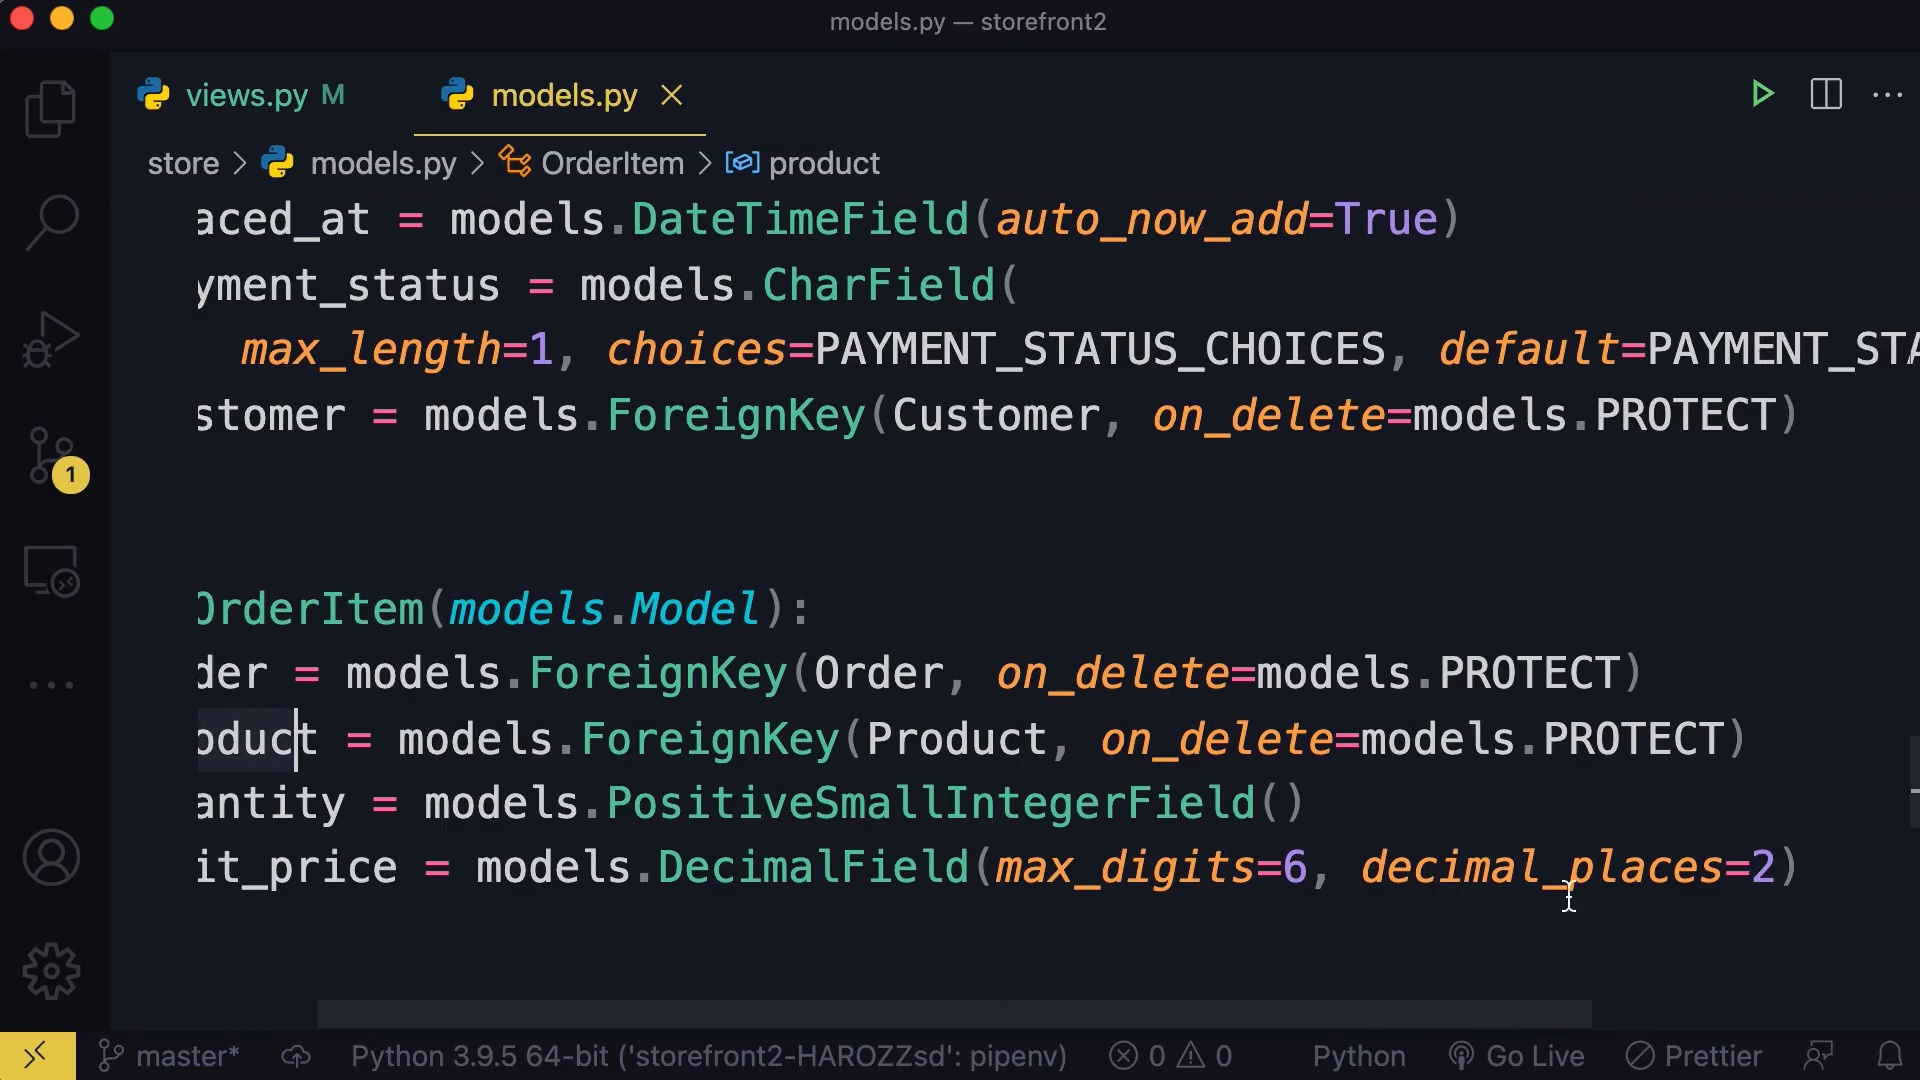 models.py — storefront2
views.py M
models.py
store > models.py > OrderItem > product
aced_at = models.DateTimeField(auto_now_add=True)
yment_status = models.CharField(
max_length=1, choices=PAYMENT_STATUS_CHOICES, default=PAYMENT_STA
stomer = models.ForeignKey(Customer, on_delete=models.PROTECT)
OrderItem(models.Model):
der = models.ForeignKey(Order, on_delete=models.PROTECT)
oduct = models.ForeignKey(Product, on_delete=models.PROTECT)
antity = models.PositiveSmallIntegerField()
it_price = models.DecimalField(max_digits=6, decimal_places=2)
1
master* Python 3.9.5 64-bit ('storefront2-HAROZZsd': pipenv) 0 0 Python Go Live Prettier